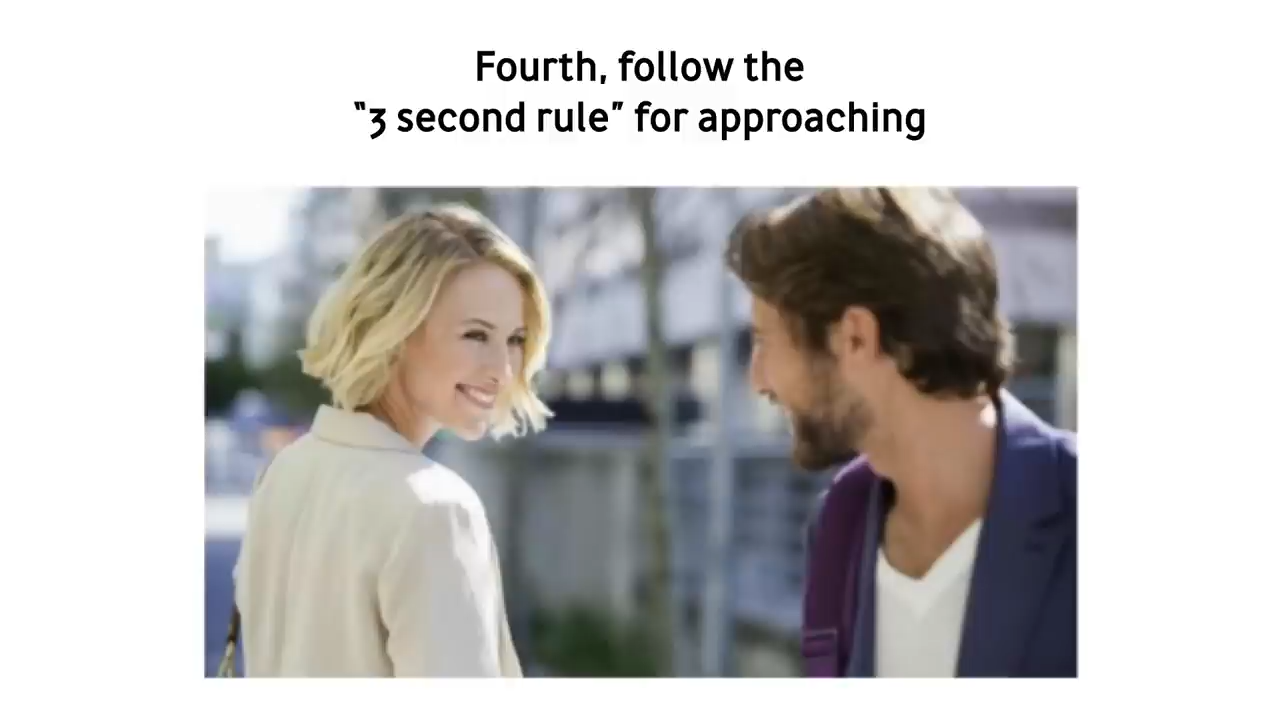 Fourth, follow the
“3 second rule” for approaching